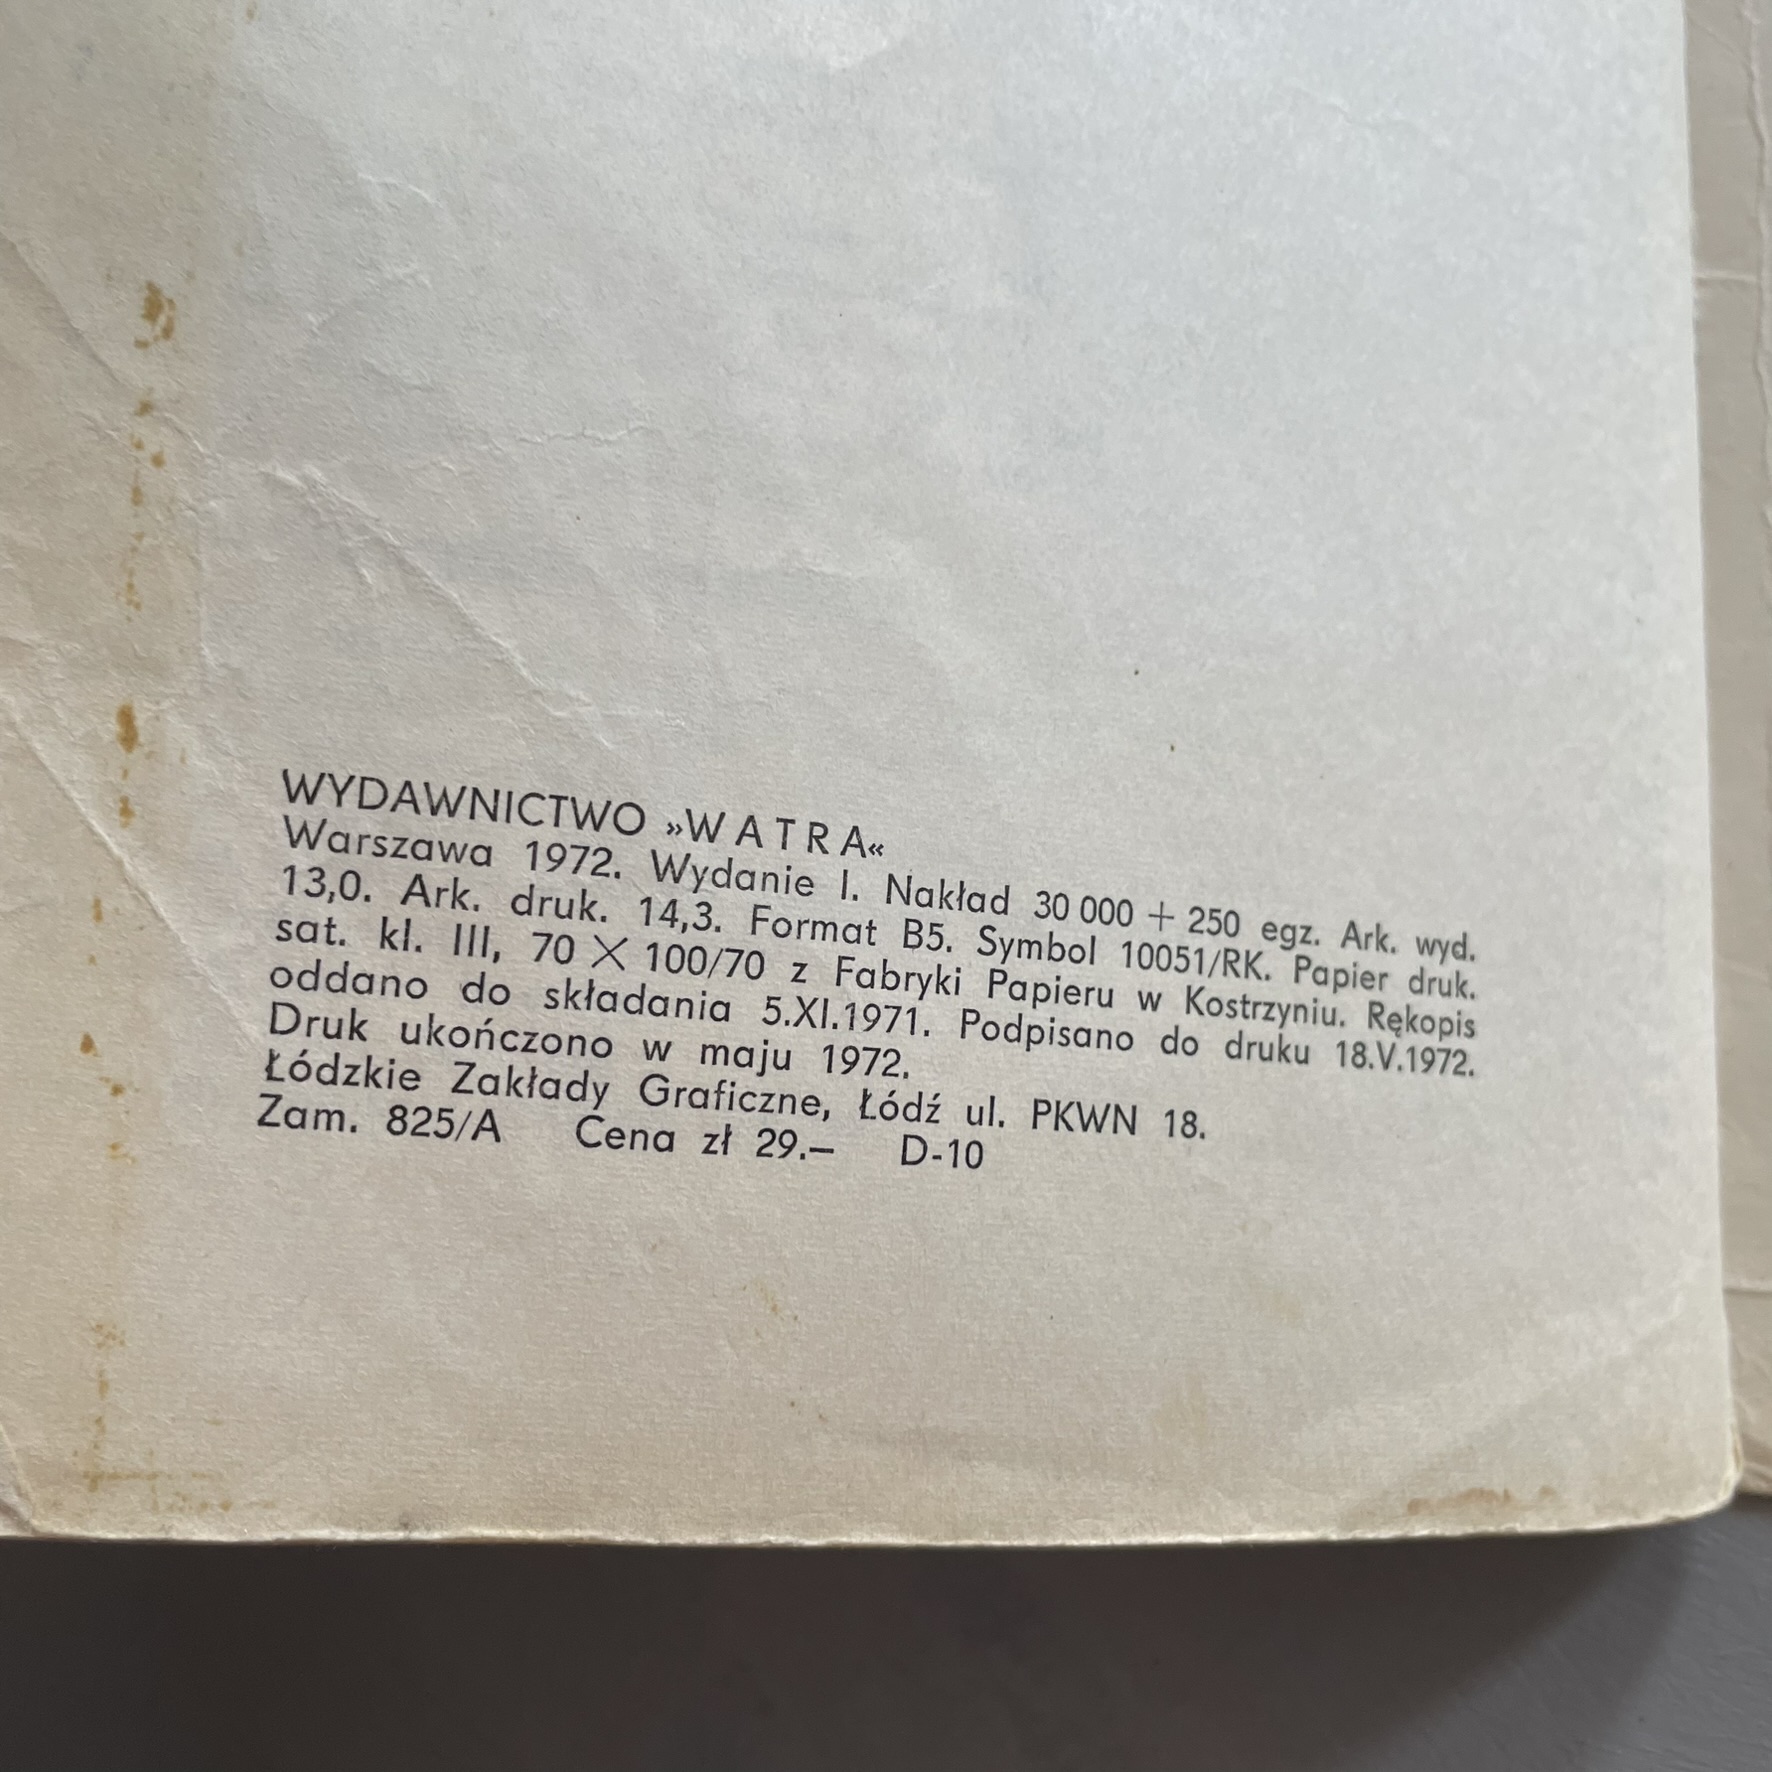 WYDAWNICTWO »WATRA«
Warszawa 1972. Wydanie I. Nakład 30 000 + 250 egz. Ark. wyd.
13,0. Ark. druk. 14,3. Format B5. Symbol 10051/RK. Papier druk.
sat. kl. III, 70 × 100/70 z Fabryki Papieru w Kostrzyniu. Rękopis
oddano do składania 5.XI.1971. Podpisano do druku 18.V.1972.
Druk ukończono w maju 1972.
Łódzkie Zakłady Graficzne, Łódź ul. PKWN 18.
Zam. 825/A Cena zł 29.– D-10